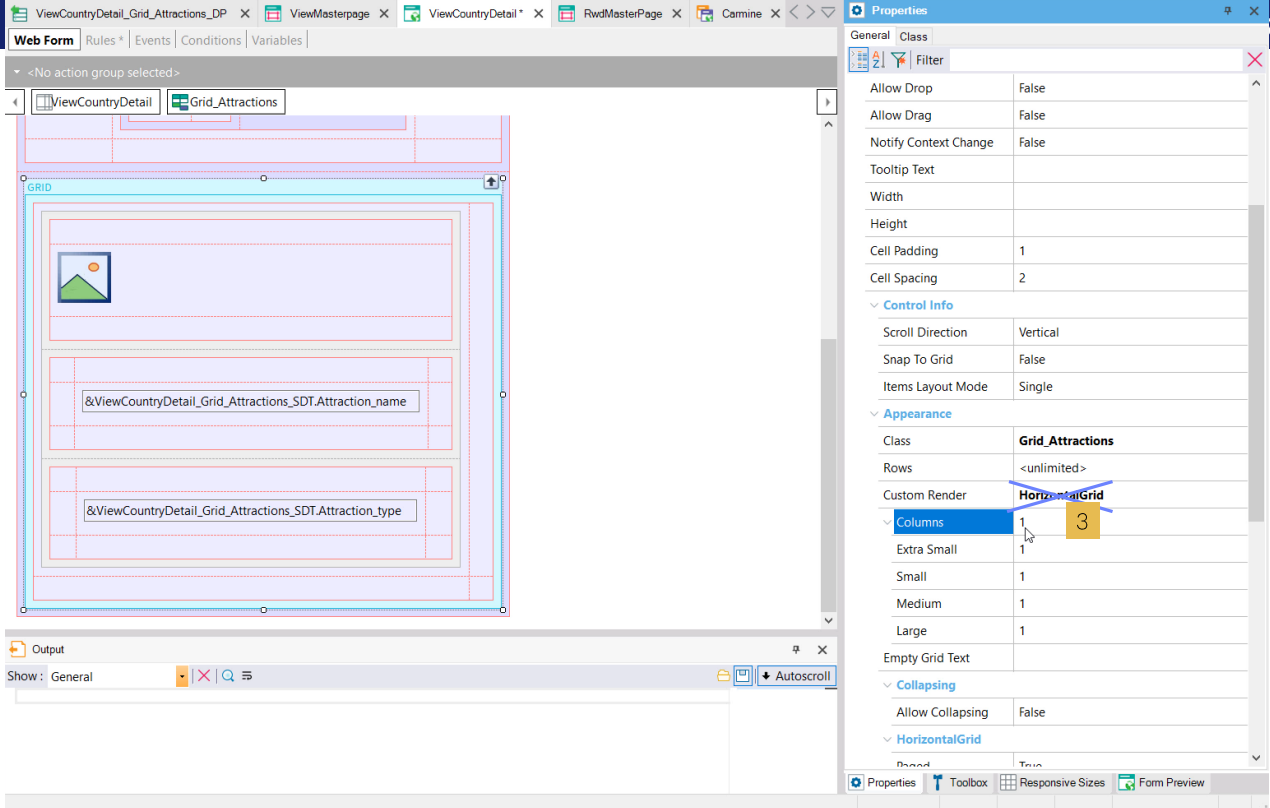 ViewCountryDetail_Grid_Attractions_DP
ViewMasterpage
ViewCountryDetail *
RwdMasterPage
Carmine
Web Form
Rules *
Events
Conditions
Variables
<No action group selected>
ViewCountryDetail
Grid_Attractions
GRID
&ViewCountryDetail_Grid_Attractions_SDT.Attraction_name
&ViewCountryDetail_Grid_Attractions_SDT.Attraction_type
Output
Show : General
Autoscroll
Properties
General Class
Filter
Allow Drop False
Allow Drag False
Notify Context Change False
Tooltip Text
Width
Height
Cell Padding 1
Cell Spacing 2
Control Info
Scroll Direction Vertical
Snap To Grid False
Items Layout Mode Single
Appearance
Class Grid_Attractions
Rows <unlimited>
Custom Render HorizontalGrid
Columns 1
3
Extra Small 1
Small 1
Medium 1
Large 1
Empty Grid Text
Collapsing
Allow Collapsing False
HorizontalGrid
Paged True
Properties
Toolbox
Responsive Sizes
Form Preview